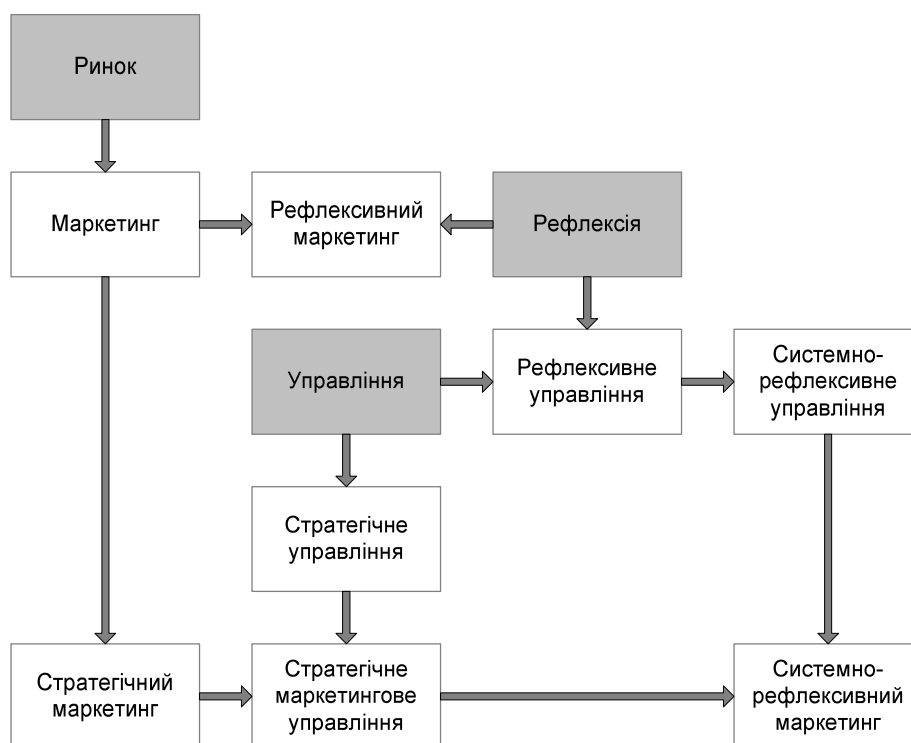 Ринок
Маркетинг
Рефлексивний
маркетинг
Рефлексія
Управління
Рефлексивне
управління
Системно-
рефлексивне
управління
Стратегічне
управління
Стратегічний
маркетинг
Стратегічне
маркетингове
управління
Системно-
рефлексивний
маркетинг